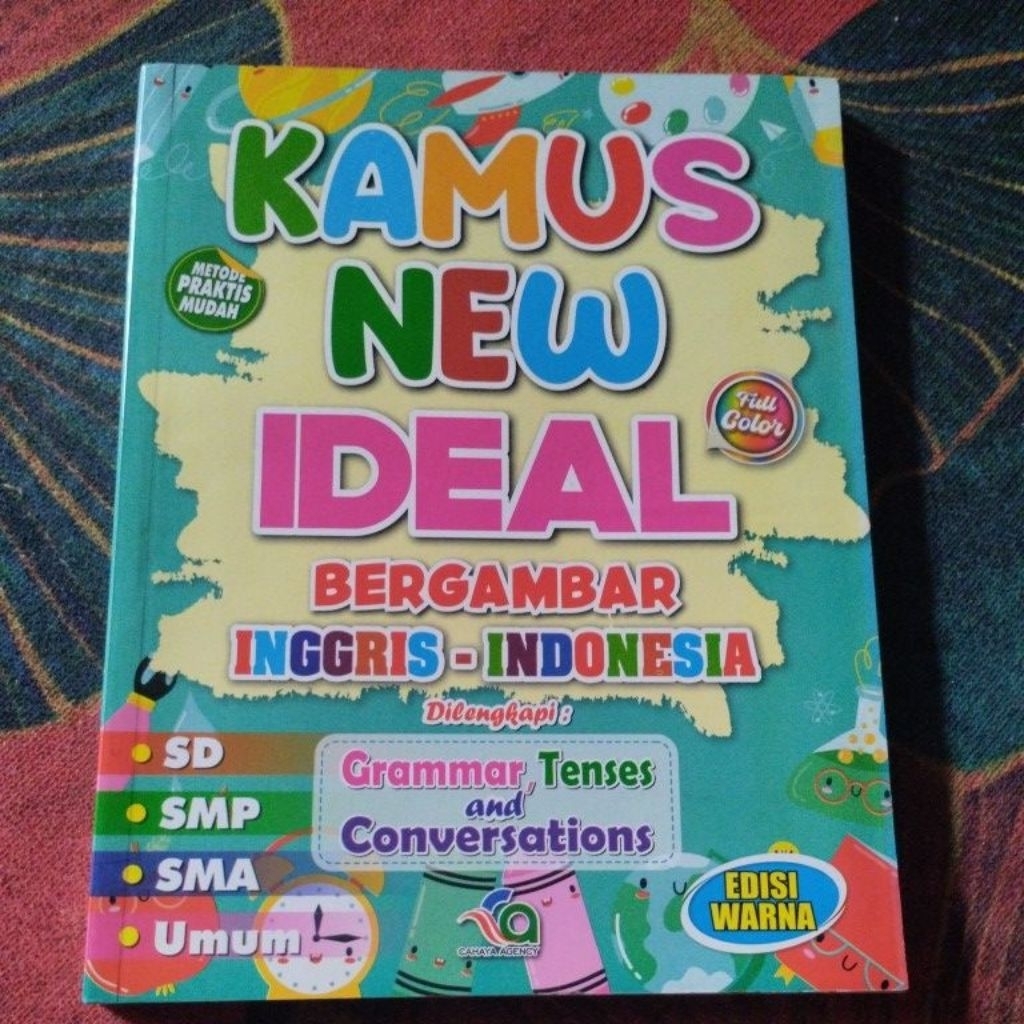 KAMUS
NEW
IDEAL
METODE
PRAKTIS
MUDAH
Full
Color
BERGAMBAR
INGGRIS - INDONESIA
Dilengkapi :
Grammar, Tenses
and
Conversations
SD
SMP
SMA
Umum
ca
CAHAYA AGENCY
EDISI
WARNA